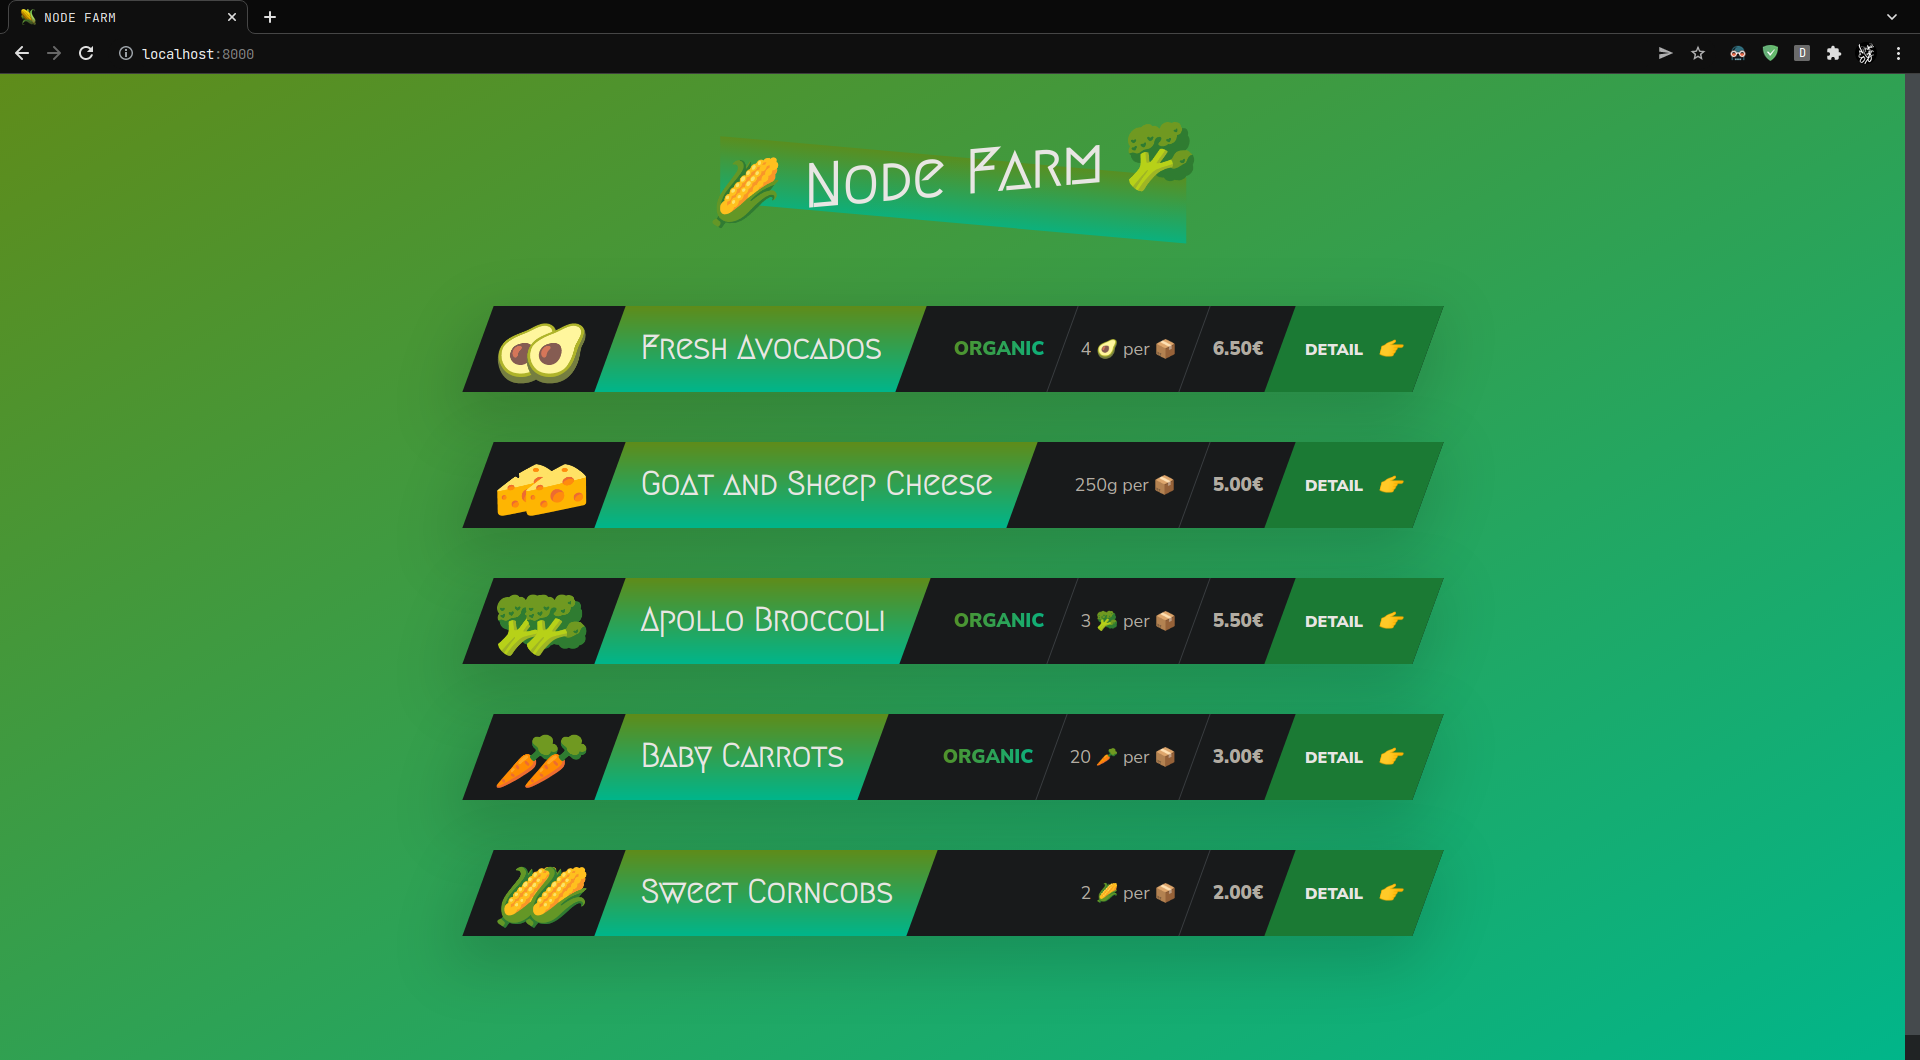 NODE FARM
localhost:8000
D
Node Farm
Fresh Avocados ORGANIC 4 🥑 per 📦 6.50€ DETAIL 👉
Goat and Sheep Cheese 250g per 📦 5.00€ DETAIL 👉
Apollo Broccoli ORGANIC 3 🥦 per 📦 5.50€ DETAIL 👉
Baby Carrots ORGANIC 20 🥕 per 📦 3.00€ DETAIL 👉
Sweet Corncobs 2 🌽 per 📦 2.00€ DETAIL 👉